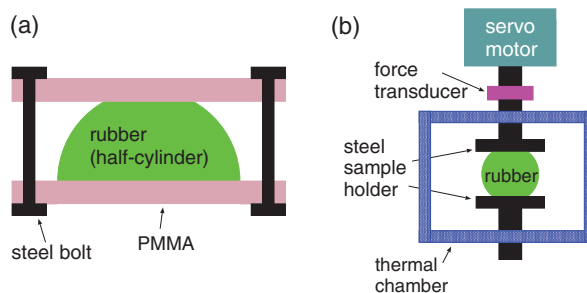 (a)
rubber
(half-cylinder)
steel bolt
PMMA
(b)
servo
motor
force
transducer
steel
sample
holder
rubber
thermal
chamber